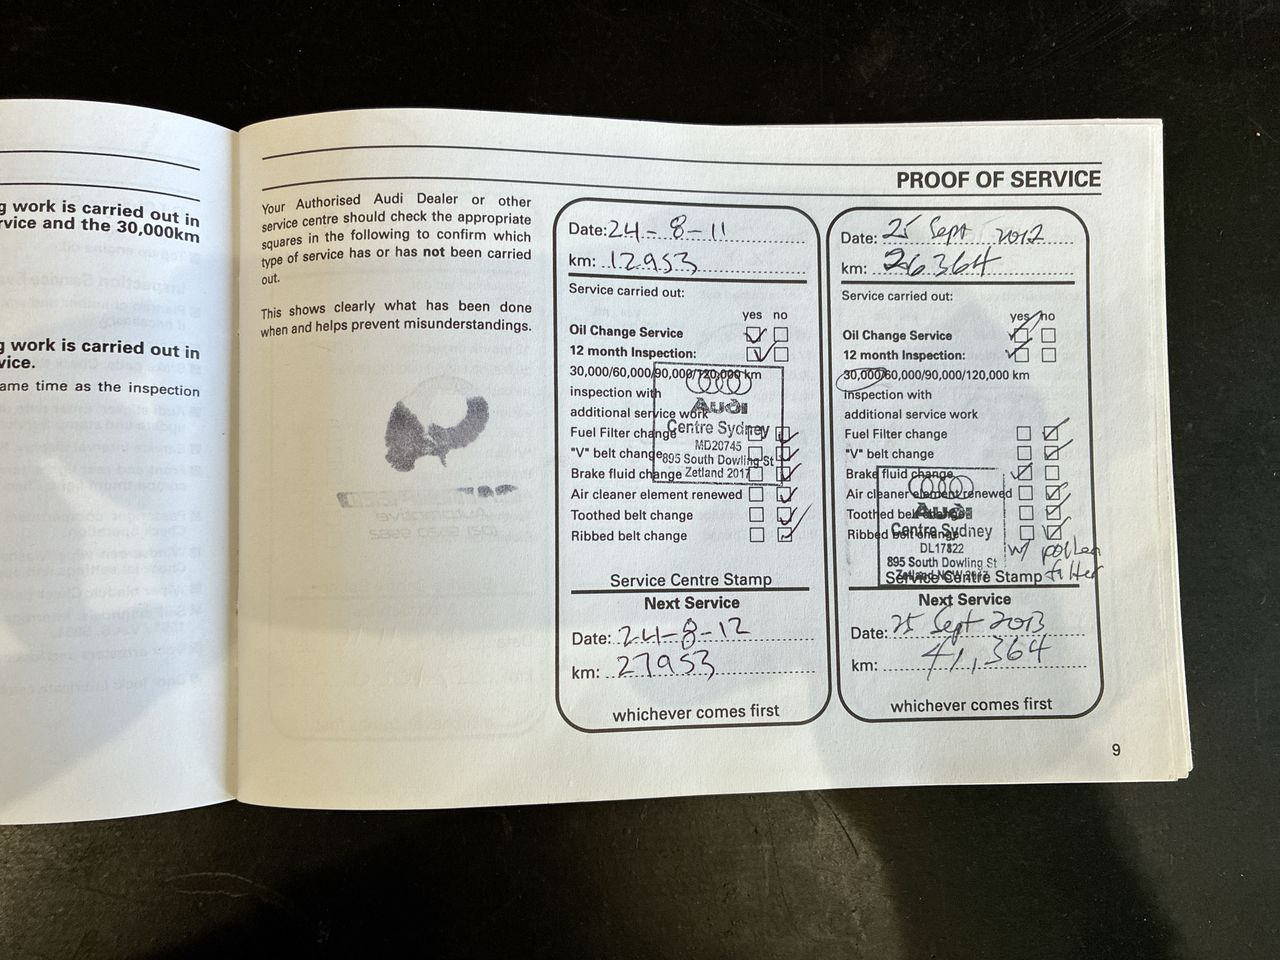 g work is carried out in
rvice and the 30,000km
g work is carried out in
vice.
ame time as the inspection
PROOF OF SERVICE
Your Authorised Audi Dealer or other
service centre should check the appropriate
squares in the following to confirm which
type of service has or has not been carried
out.
This shows clearly what has been done
when and helps prevent misunderstandings.
Date: 24-8-11
km: 12953
Service carried out:
yes no
Oil Change Service
12 month Inspection:
30,000/60,000/90,000/120,000 km
inspection with
additional service work
Fuel Filter change
"V" belt change
Brake fluid change
Air cleaner element renewed
Toothed belt change
Ribbed belt change
Audi
Centre Sydney
MD20745
895 South Dowling St
Zetland 2017
Service Centre Stamp
Next Service
Date: 24-8-12
km: 27953
whichever comes first
Date: 25 Sept 2012
km: 26364
Service carried out:
yes no
Oil Change Service
12 month Inspection:
30,000/60,000/90,000/120,000 km
inspection with
additional service work
Fuel Filter change
"V" belt change
Brake fluid change
Air cleaner element renewed
Toothed belt change
Ribbed belt change
w/ pollen
filter
Audi
Centre Sydney
DL17822
895 South Dowling St
Zetland NSW 2017
Service Centre Stamp
Next Service
Date: 25 Sept 2013
km: 41,364
whichever comes first
9